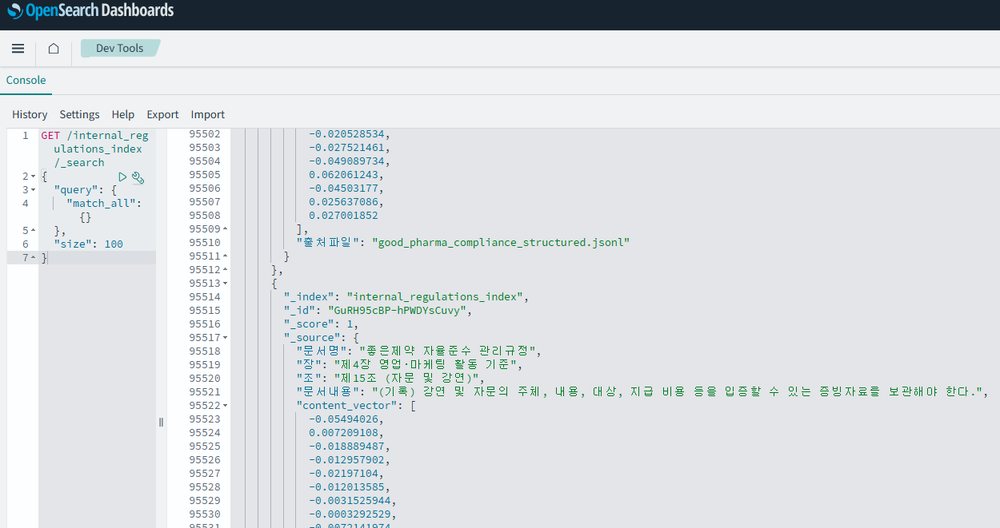 OpenSearch Dashboards
Dev Tools
Console
History Settings Help Export Import
1 GET /internal_reg
ulations_index
/_search
2 {
3 "query": {
4 "match_all":
{}
5 },
6 "size": 100
7 }
95502 -0.020528534,
95503 -0.027521461,
95504 -0.049089734,
95505 0.062061243,
95506 -0.04503177,
95507 0.025637086,
95508 0.027001852
95509 ],
95510 "출처파일": "good_pharma_compliance_structured.jsonl"
95511 }
95512 },
95513 {
95514 "_index": "internal_regulations_index",
95515 "_id": "GuRH95cBP-hPWDYsCuvy",
95516 "_score": 1,
95517 "_source": {
95518 "문서명": "좋은제약 자율준수 관리규정",
95519 "장": "제4장 영업·마케팅 활동 기준",
95520 "조": "제15조 (자문 및 강연)",
95521 "문서내용": "(기록) 강연 및 자문의 주체, 내용, 대상, 지급 비용 등을 입증할 수 있는 증빙자료를 보관해야 한다.",
95522 "content_vector": [
95523 -0.05494026,
95524 0.007209108,
95525 -0.018889487,
95526 -0.012957902,
95527 -0.02197104,
95528 -0.012013585,
95529 -0.0031525944,
95530 -0.0003292529,
95531 -0.0072141974